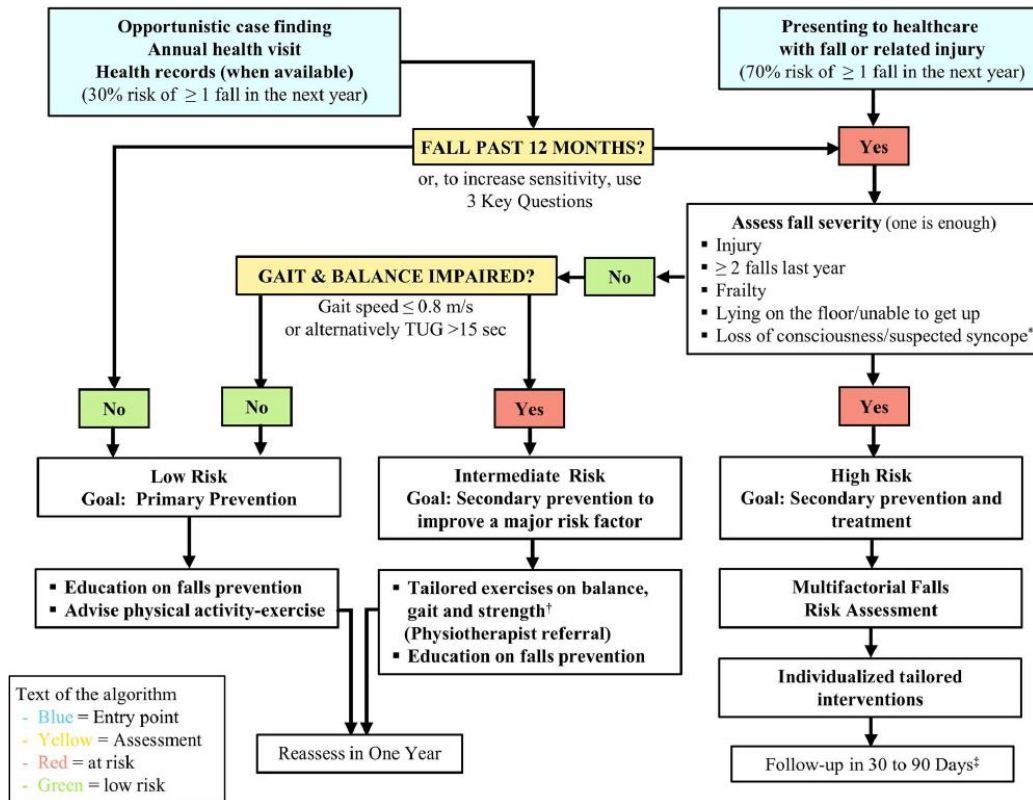 Opportunistic case finding
Annual health visit
Health records (when available)
(30% risk of ≥ 1 fall in the next year)
Presenting to healthcare
with fall or related injury
(70% risk of ≥ 1 fall in the next year)
FALL PAST 12 MONTHS?
or, to increase sensitivity, use
3 Key Questions
Yes
Assess fall severity (one is enough)
▪ Injury
▪ ≥ 2 falls last year
▪ Frailty
▪ Lying on the floor/unable to get up
▪ Loss of consciousness/suspected syncope*
No
GAIT & BALANCE IMPAIRED?
Gait speed ≤ 0.8 m/s
or alternatively TUG >15 sec
No
No
Yes
Yes
Low Risk
Goal: Primary Prevention
Intermediate Risk
Goal: Secondary prevention to
improve a major risk factor
High Risk
Goal: Secondary prevention and
treatment
▪ Education on falls prevention
▪ Advise physical activity-exercise
▪ Tailored exercises on balance,
gait and strength†
(Physiotherapist referral)
▪ Education on falls prevention
Multifactorial Falls
Risk Assessment
Individualized tailored
interventions
Reassess in One Year
Follow-up in 30 to 90 Days‡
Text of the algorithm
- Blue = Entry point
- Yellow = Assessment
- Red = at risk
- Green = low risk